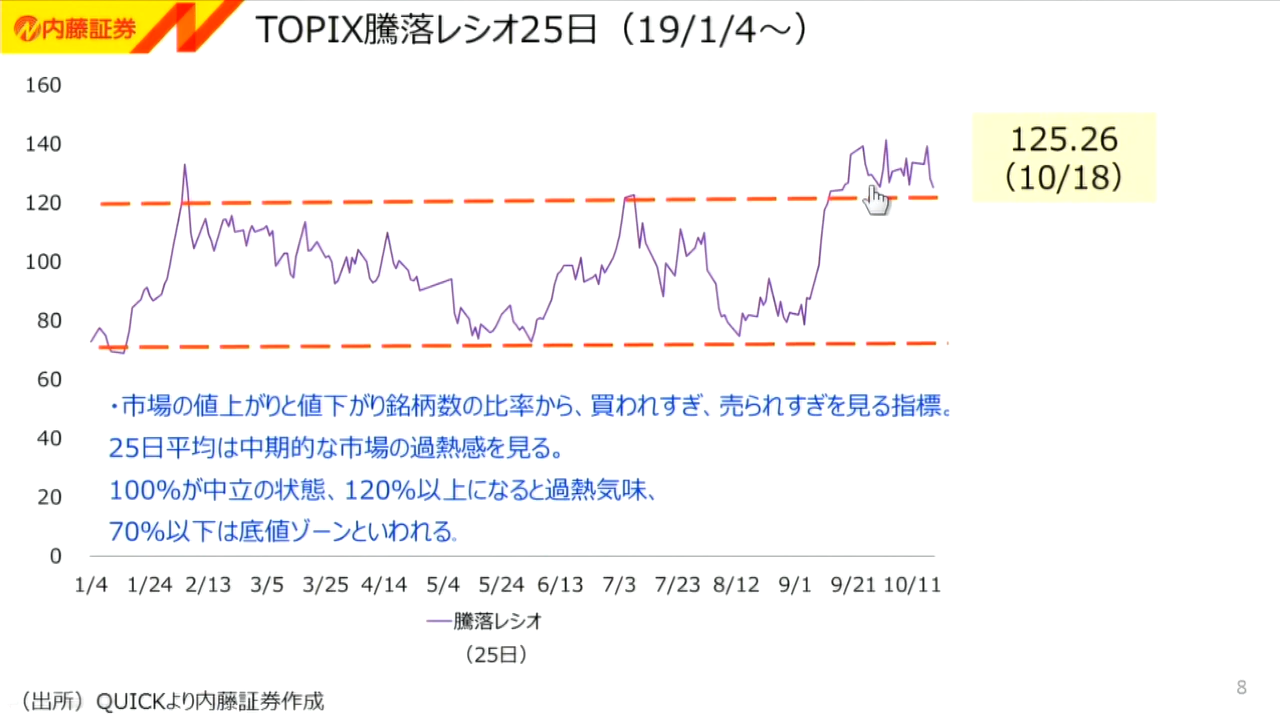 内藤証券
TOPIX騰落レシオ25日（19/1/4～）
160
140
120
100
80
60
40
20
0
125.26
（10/18）
・市場の値上がりと値下がり銘柄数の比率から、買われすぎ、売られすぎを見る指標。
25日平均は中期的な市場の過熱感を見る。
100%が中立の状態、120%以上になると過熱気味、
70%以下は底値ゾーンといわれる。
1/4 1/24 2/13 3/5 3/25 4/14 5/4 5/24 6/13 7/3 7/23 8/12 9/1 9/21 10/11
騰落レシオ
（25日）
（出所）QUICKより内藤証券作成
8